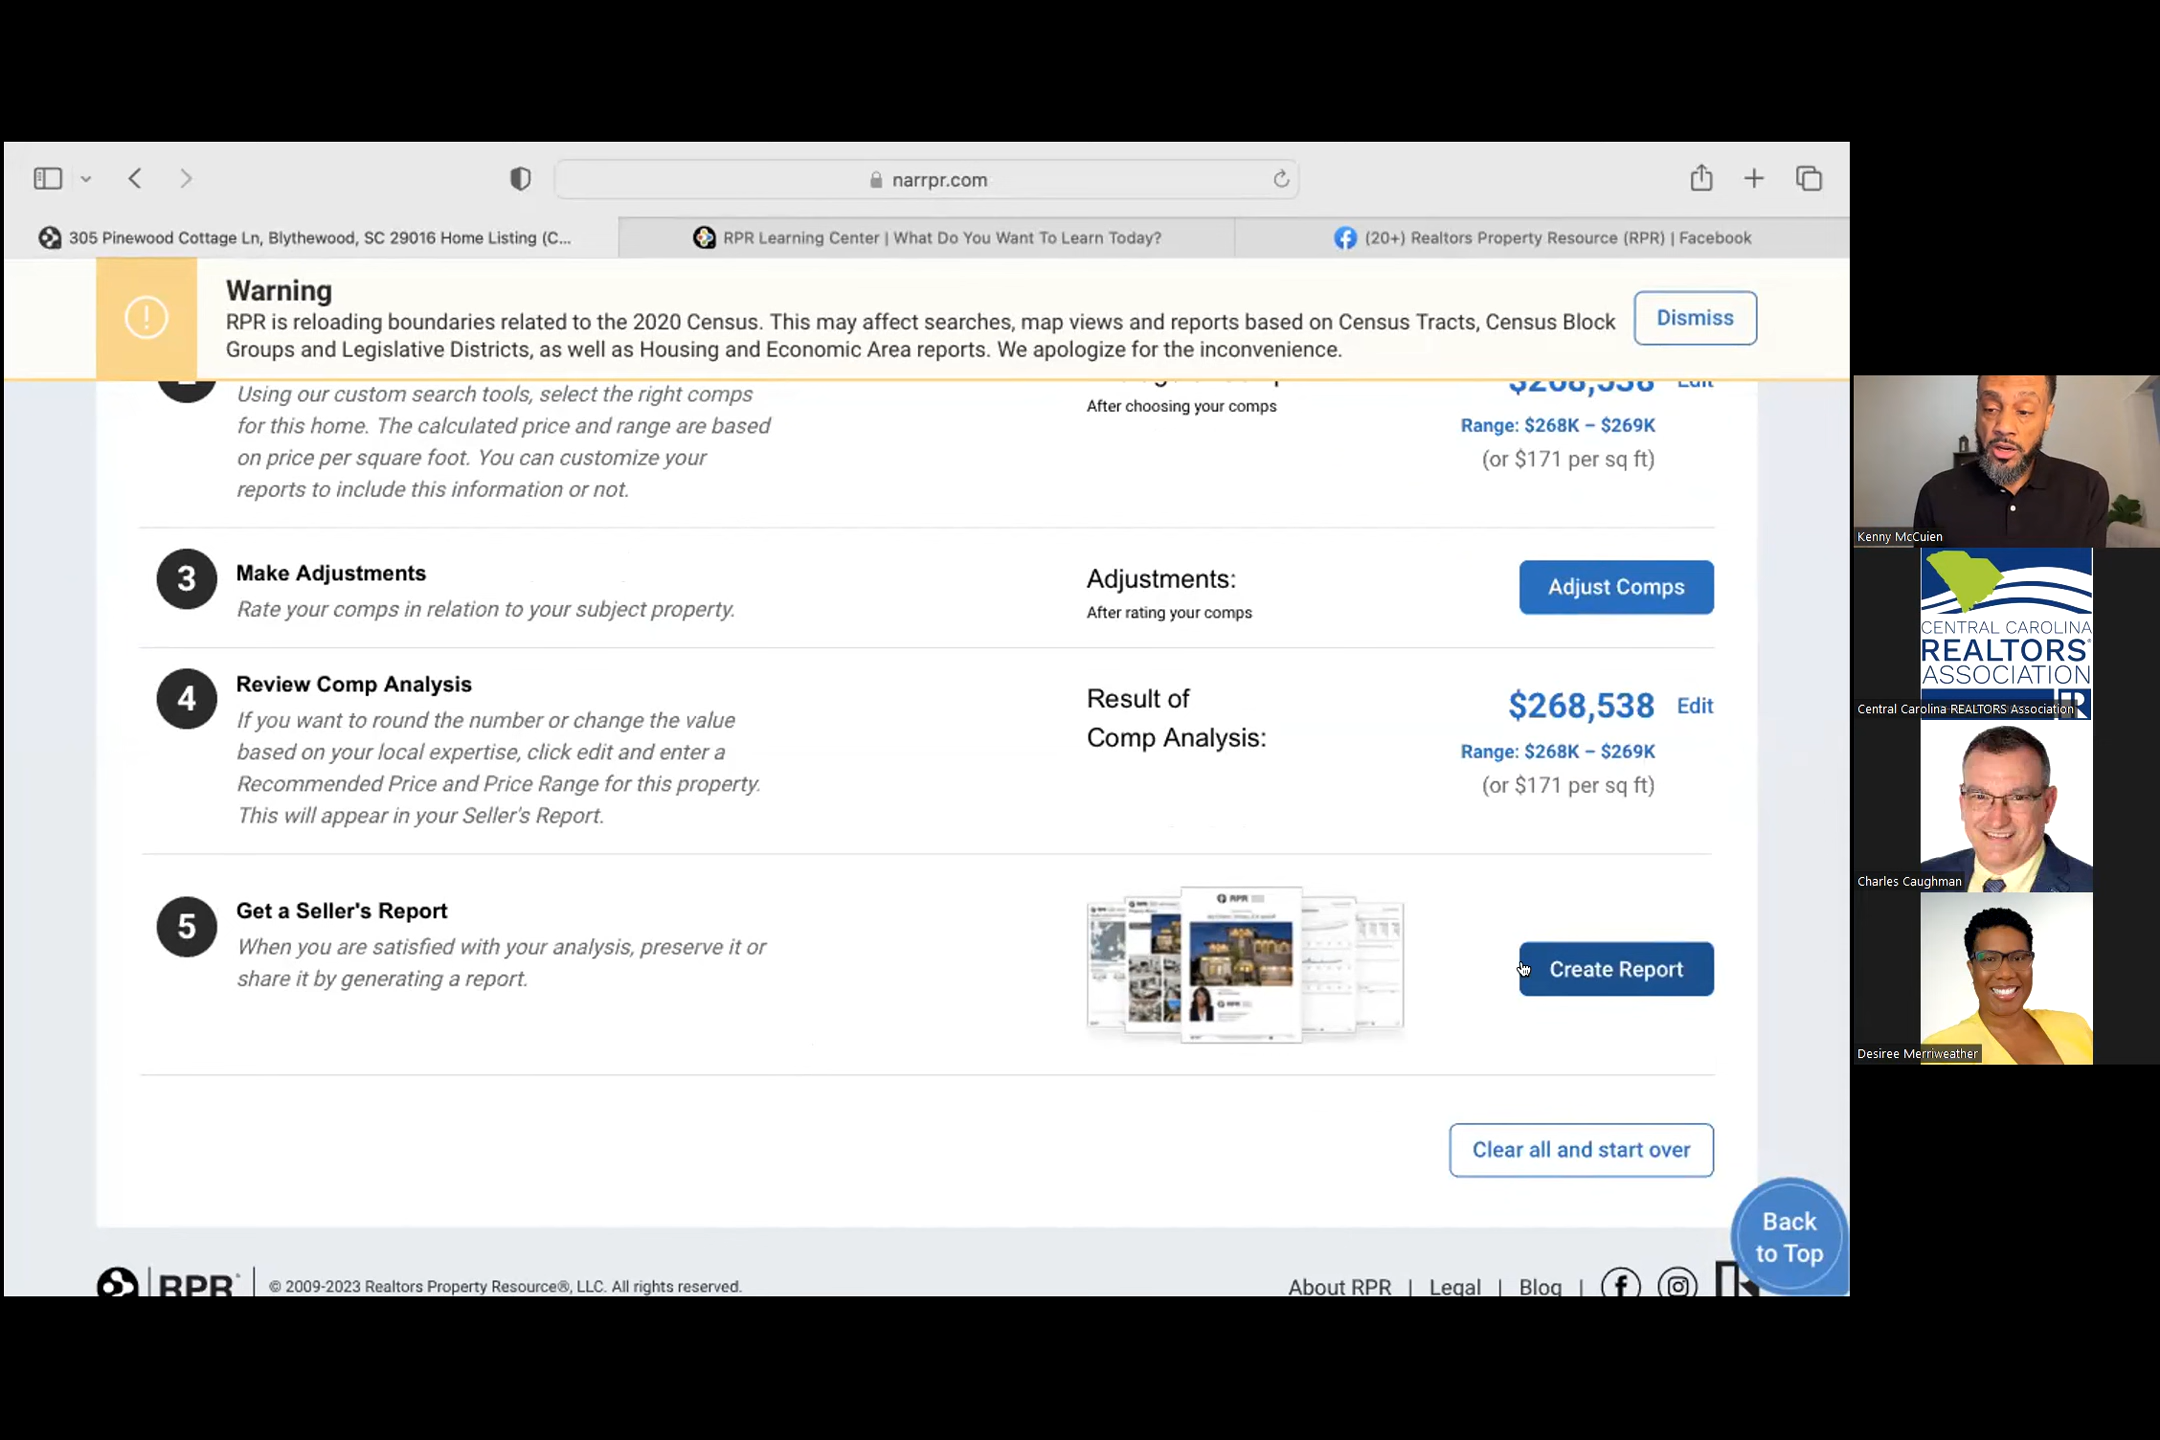 narrpr.com
305 Pinewood Cottage Ln, Blythewood, SC 29016 Home Listing (C...
RPR Learning Center | What Do You Want To Learn Today?
(20+) Realtors Property Resource (RPR) | Facebook
Warning
RPR is reloading boundaries related to the 2020 Census. This may affect searches, map views and reports based on Census Tracts, Census Block
Groups and Legislative Districts, as well as Housing and Economic Area reports. We apologize for the inconvenience.
Dismiss
Using our custom search tools, select the right comps
for this home. The calculated price and range are based
on price per square foot. You can customize your
reports to include this information or not.
After choosing your comps
$268,538 Edit
Range: $268K – $269K
(or $171 per sq ft)
3
Make Adjustments
Rate your comps in relation to your subject property.
Adjustments:
After rating your comps
Adjust Comps
4
Review Comp Analysis
If you want to round the number or change the value
based on your local expertise, click edit and enter a
Recommended Price and Price Range for this property.
This will appear in your Seller's Report.
Result of
Comp Analysis:
$268,538 Edit
Range: $268K – $269K
(or $171 per sq ft)
5
Get a Seller's Report
When you are satisfied with your analysis, preserve it or
share it by generating a report.
RPR
Create Report
Clear all and start over
Back
to Top
RPR
© 2009-2023 Realtors Property Resource®, LLC. All rights reserved.
About RPR | Legal | Blog |
Kenny McCuien
CENTRAL CAROLINA
REALTORS®
ASSOCIATION
Central Carolina REALTORS Association
Charles Caughman
Desiree Merriweather